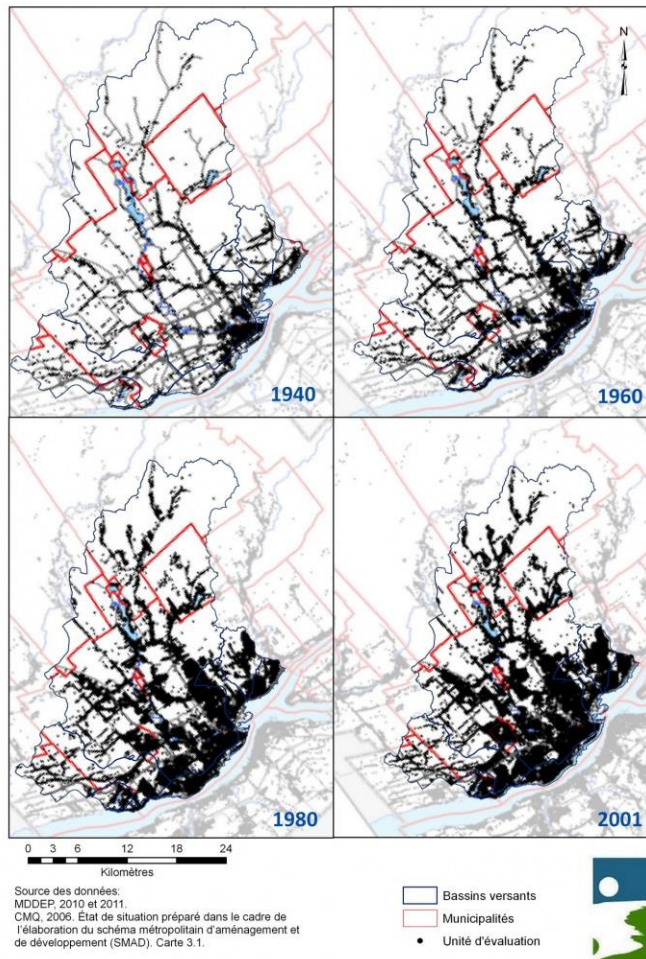 N
1940
1960
1980
2001
0 3 6 12 18 24
Kilomètres
Source des données:
MDDEP, 2010 et 2011.
CMQ, 2006. État de situation préparé dans le cadre de
l'élaboration du schéma métropolitain d'aménagement et
de développement (SMAD). Carte 3.1.
Bassins versants
Municipalités
Unité d'évaluation